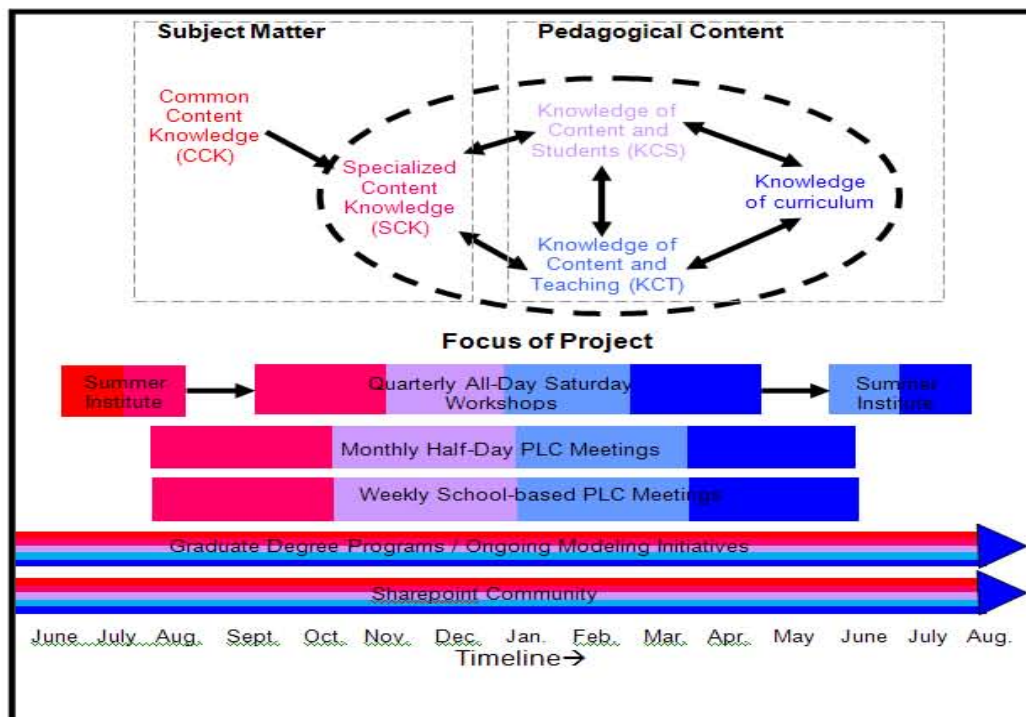 Subject Matter
Pedagogical Content
Common
Content
Knowledge
(CCK)
Specialized
Content
Knowledge
(SCK)
Knowledge of
Content and
Students (KCS)
Knowledge
of curriculum
Knowledge of
Content and
Teaching (KCT)
Focus of Project
Summer
Institute
Quarterly All-Day Saturday
Workshops
Summer
Institute
Monthly Half-Day PLC Meetings
Weekly School-based PLC Meetings
Graduate Degree Programs / Ongoing Modeling Initiatives
Sharepoint Community
June July Aug. Sept. Oct. Nov. Dec. Jan. Feb. Mar. Apr. May June July Aug.
Timeline→